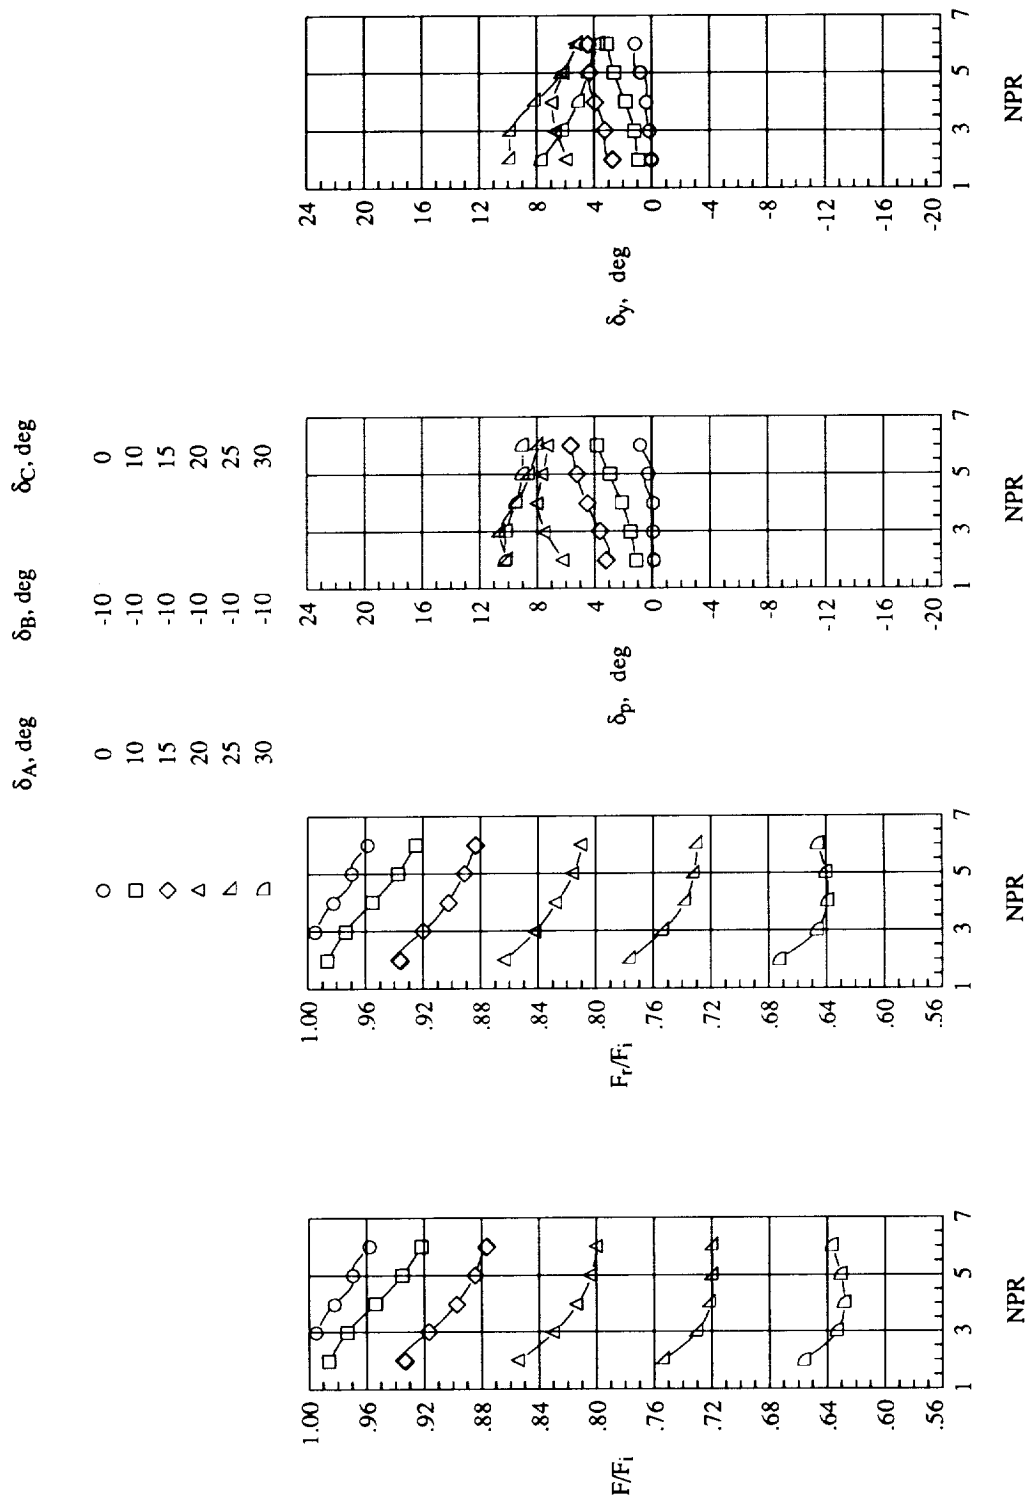 δA, deg δB, deg δC, deg
0 -10 0
10 -10 10
15 -10 15
20 -10 20
25 -10 25
30 -10 30
1.00
.96
.92
.88
.84
.80
.76
.72
.68
.64
.60
.56
F/Fi
1 3 5 7
NPR
1.00
.96
.92
.88
.84
.80
.76
.72
.68
.64
.60
.56
Fr/Fi
1 3 5 7
NPR
24
20
16
12
8
4
0
-4
-8
-12
-16
-20
δp, deg
1 3 5 7
NPR
24
20
16
12
8
4
0
-4
-8
-12
-16
-20
δy, deg
1 3 5 7
NPR